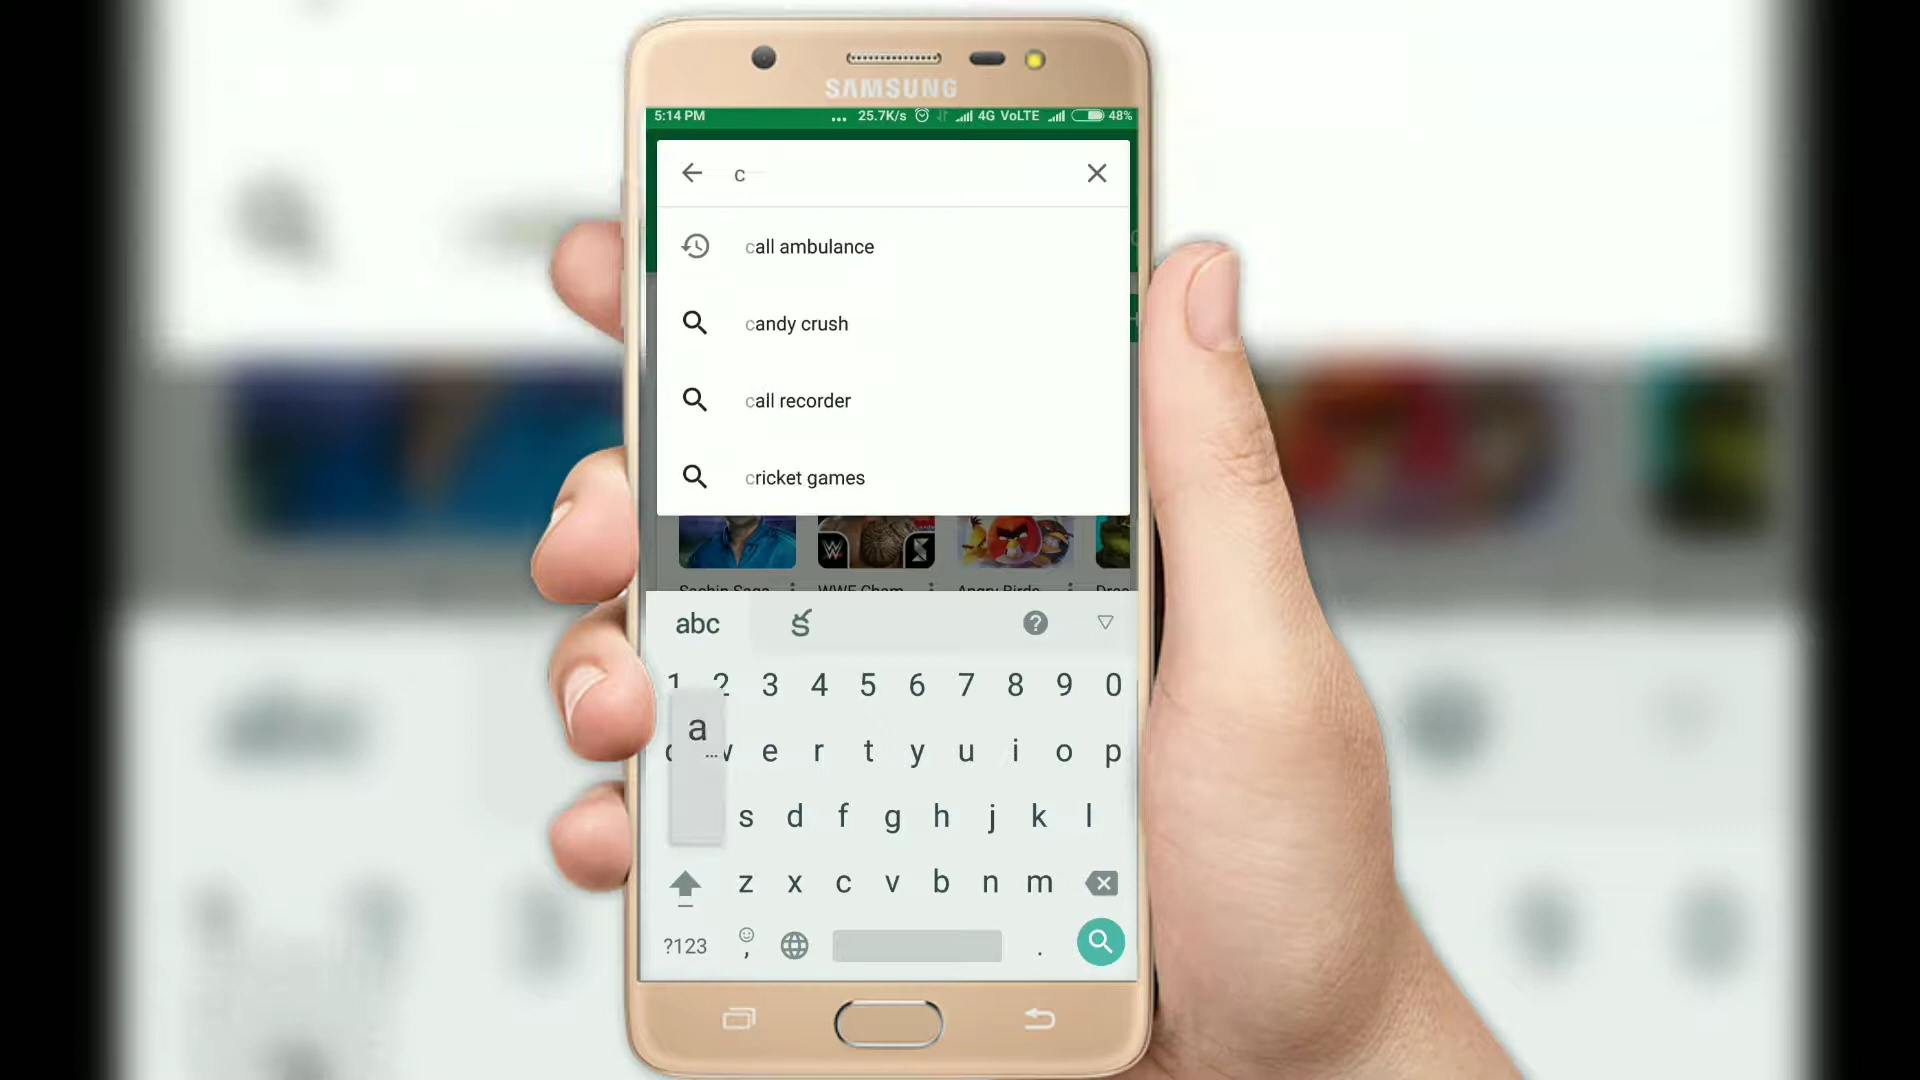 SAMSUNG
5:14 PM ... 25.7K/s 4G VoLTE 48%
c
call ambulance
candy crush
call recorder
cricket games
abc క ?
1 2 3 4 5 6 7 8 9 0
a
w e r t y u i o p
s d f g h j k l
z x c v b n m
?123 , .